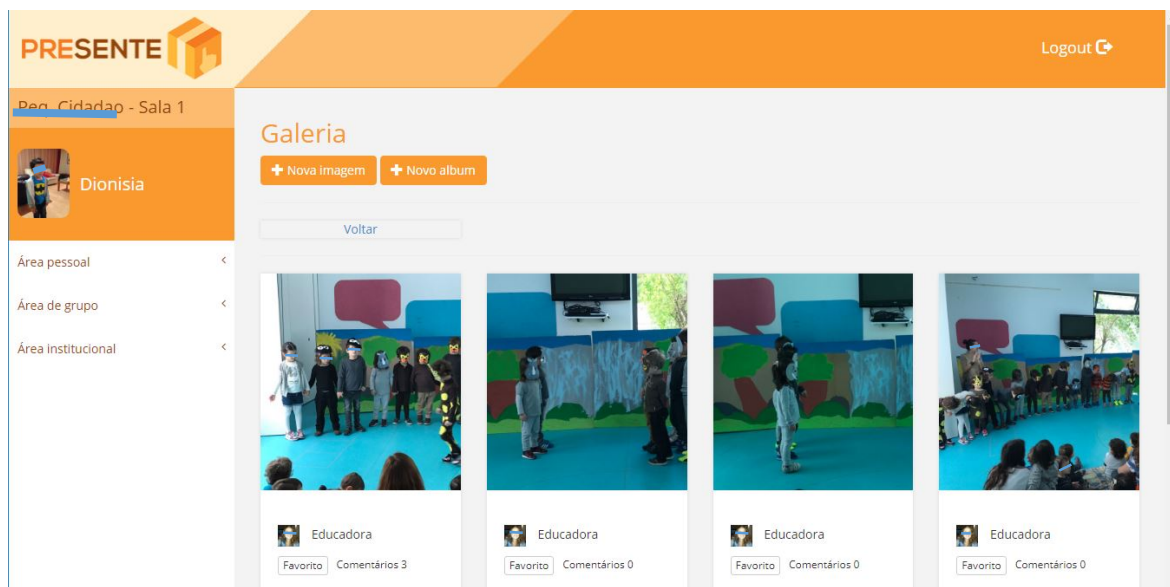 PRESENTE
Logout
Peq. Cidadao - Sala 1
Dionisia
Área pessoal
Área de grupo
Área institucional
Galeria
Nova imagem
Novo album
Voltar
Educadora
Favorito Comentários 3
Educadora
Favorito Comentários 0
Educadora
Favorito Comentários 0
Educadora
Favorito Comentários 0